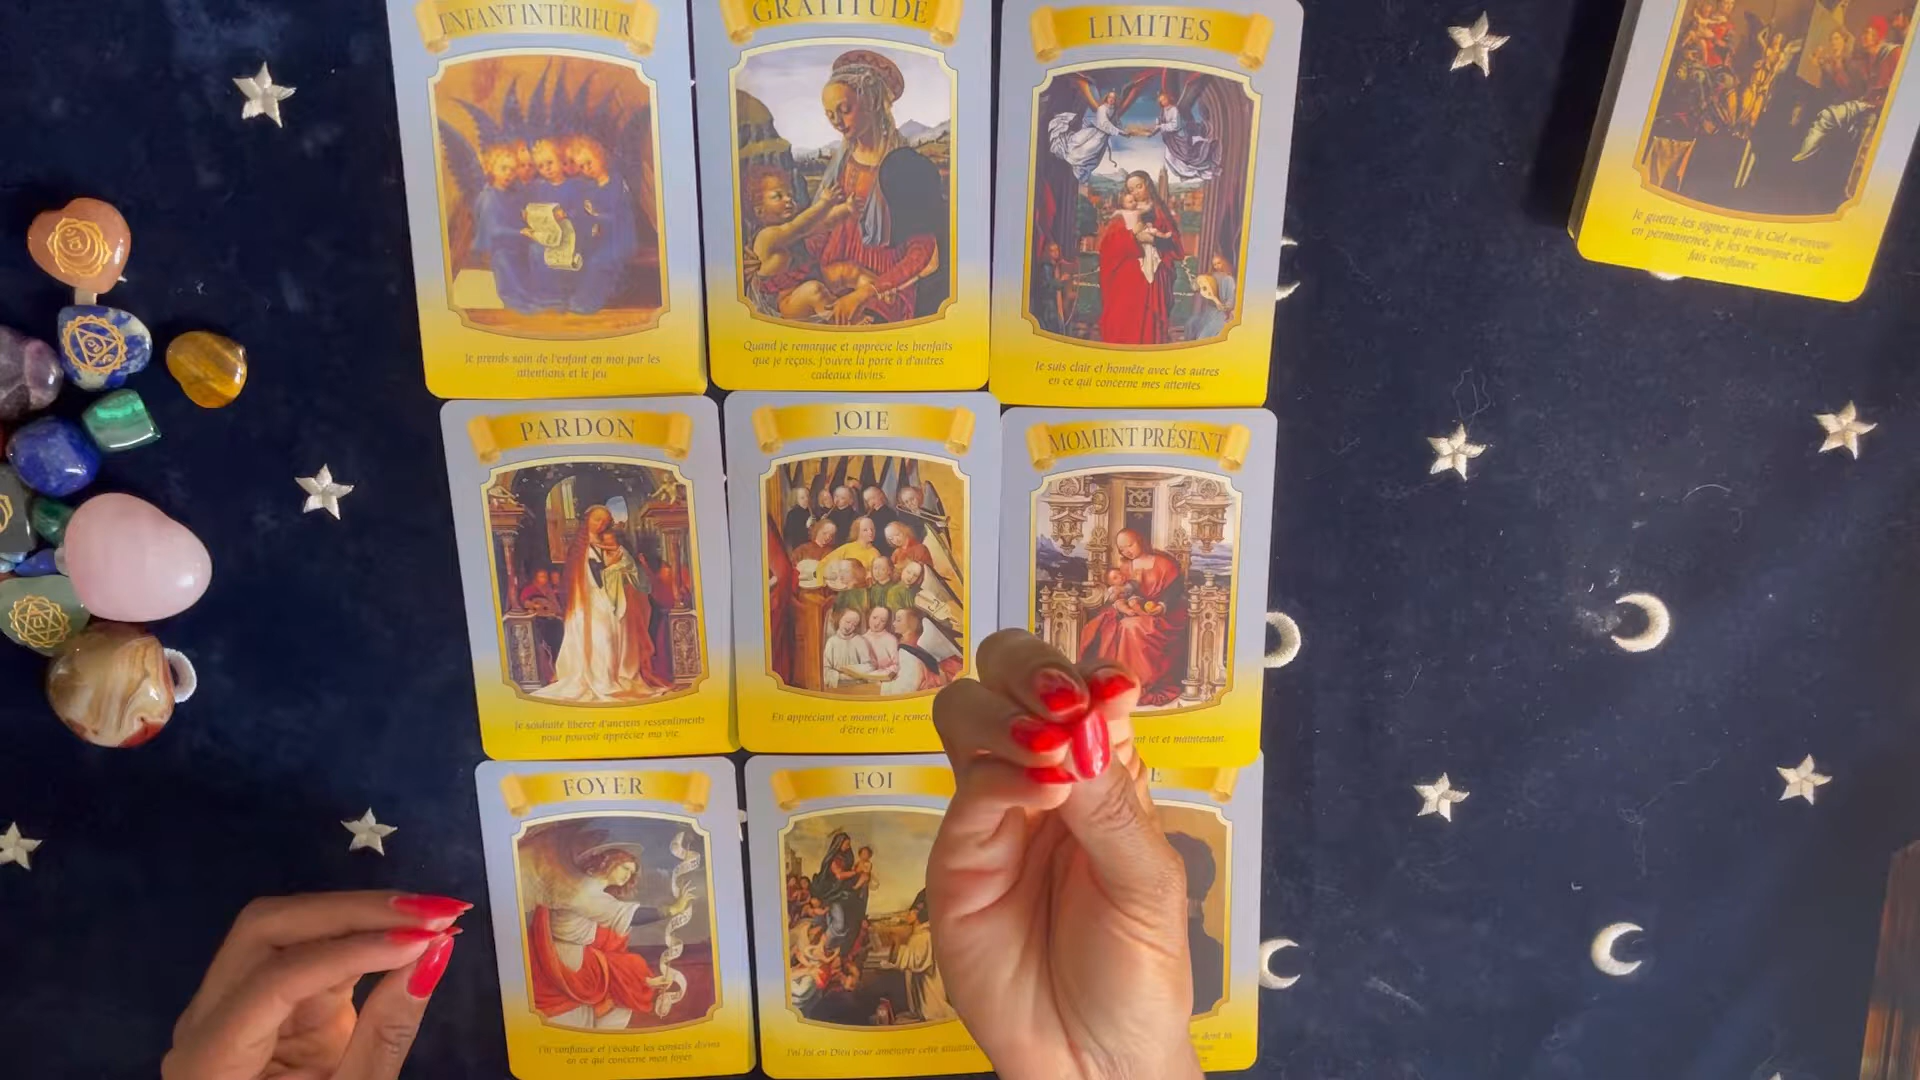 ENFANT INTÉRIEUR
Je prends soin de l'enfant en moi par les
attentions et le jeu
GRATITUDE
Quand je remarque et apprécie les bienfaits
que je reçois, j'ouvre la porte à d'autres
cadeaux divins.
LIMITES
Je suis clair et honnête avec les autres
en ce qui concerne mes attentes.
Je guette les signes que le Ciel m'envoie
en permanence, je les remarque et leur
fais confiance.
PARDON
Je souhaite libérer d'anciens ressentiments
pour pouvoir apprécier ma vie.
JOIE
En appréciant ce moment, je
d'être en vie.
MOMENT PRÉSENT
ici et maintenant.
FOYER
J'ai confiance et j'écoute les conseils divins
en ce qui concerne mon foyer.
FOI
J'ai foi en Dieu pour améliorer cette situation
E
dont